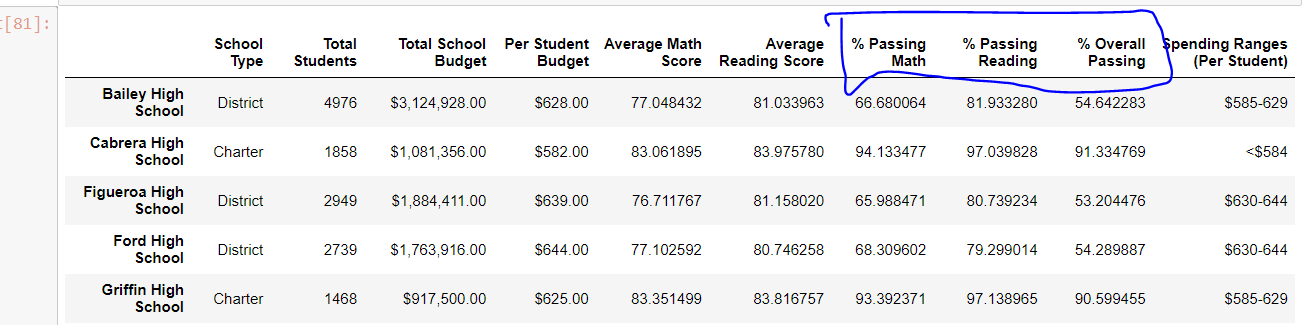 [81]:
School Type Total Students Total School Budget Per Student Budget Average Math Score Average Reading Score % Passing Math % Passing Reading % Overall Passing Spending Ranges (Per Student)
Bailey High School District 4976 $3,124,928.00 $628.00 77.048432 81.033963 66.680064 81.933280 54.642283 $585-629
Cabrera High School Charter 1858 $1,081,356.00 $582.00 83.061895 83.975780 94.133477 97.039828 91.334769 <$584
Figueroa High School District 2949 $1,884,411.00 $639.00 76.711767 81.158020 65.988471 80.739234 53.204476 $630-644
Ford High School District 2739 $1,763,916.00 $644.00 77.102592 80.746258 68.309602 79.299014 54.289887 $630-644
Griffin High School Charter 1468 $917,500.00 $625.00 83.351499 83.816757 93.392371 97.138965 90.599455 $585-629